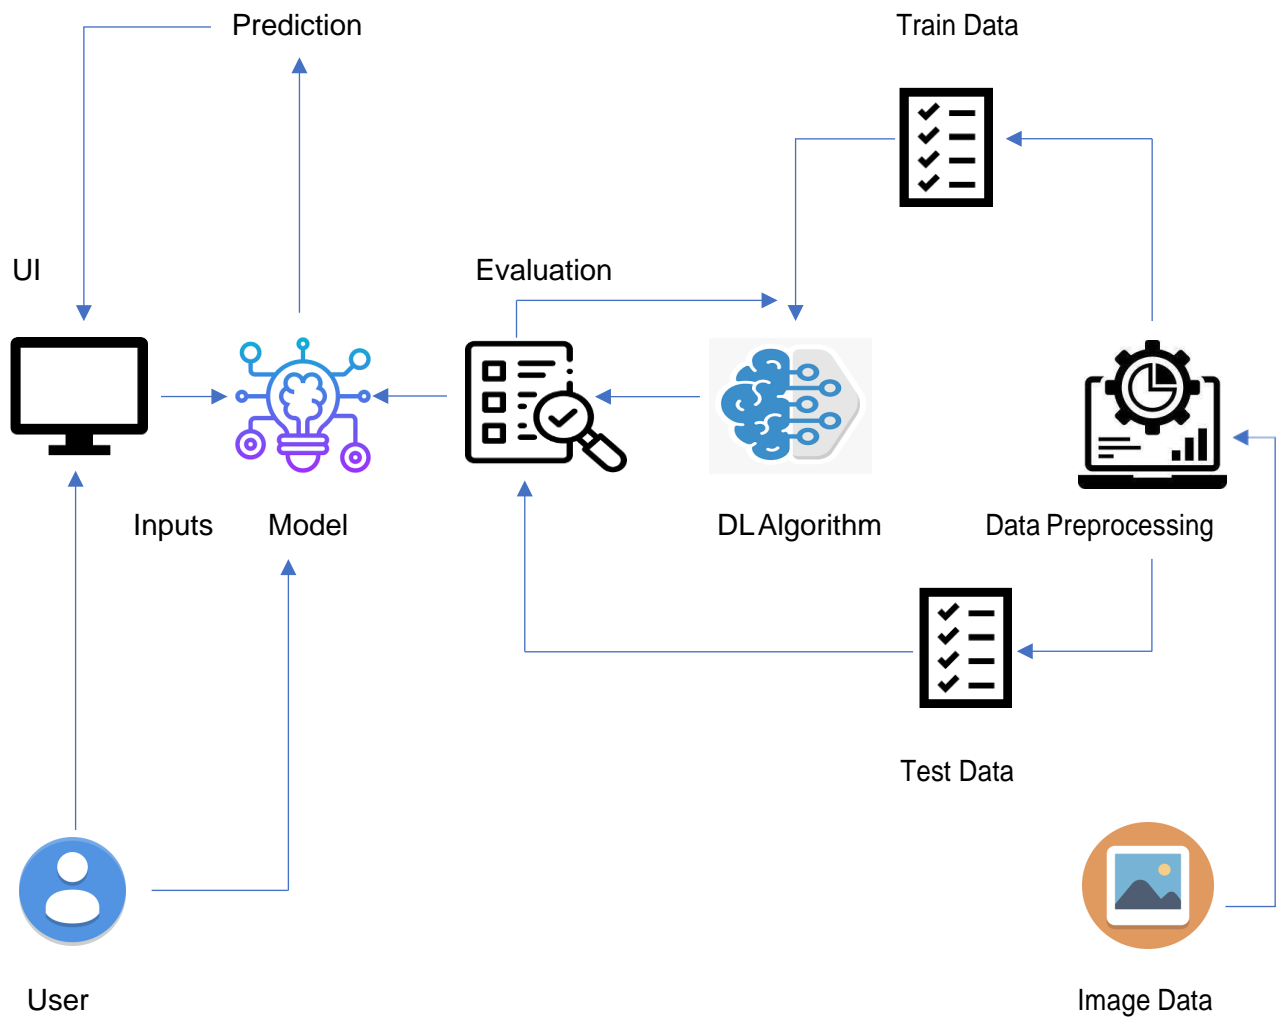 Prediction
Train Data
UI
Evaluation
Inputs
Model
DL Algorithm
Data Preprocessing
Test Data
User
Image Data